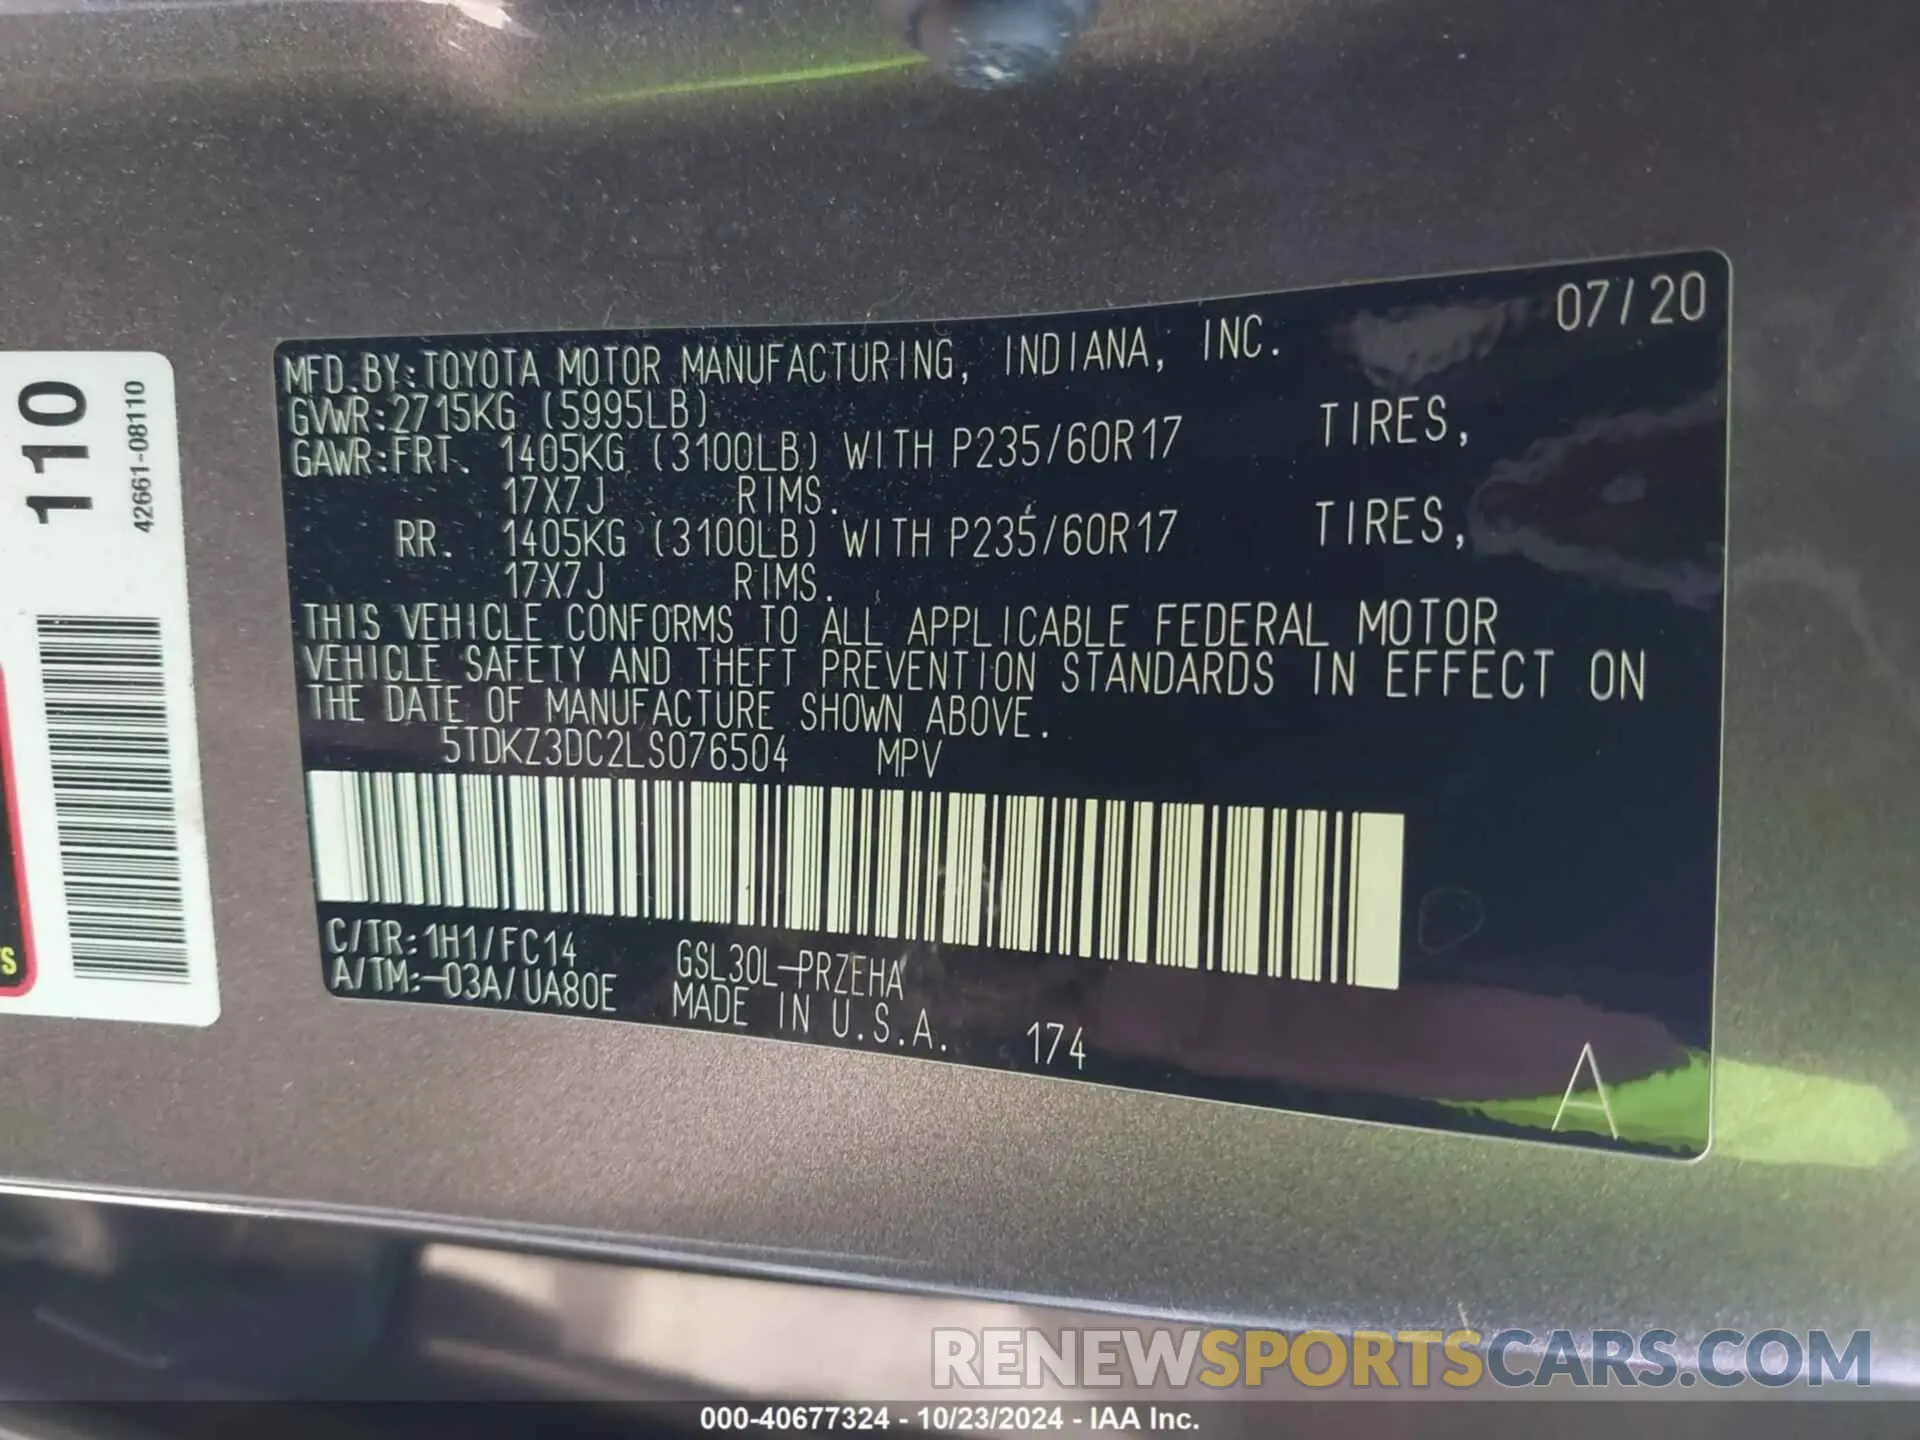 07/20
MFD.BY:TOYOTA MOTOR MANUFACTURING, INDIANA, INC.
GVWR:2715KG (5995LB)
GAWR:FRT. 1405KG (3100LB) WITH P235/60R17 TIRES,
17X7J RIMS.
RR. 1405KG (3100LB) WITH P235/60R17 TIRES,
17X7J RIMS.
THIS VEHICLE CONFORMS TO ALL APPLICABLE FEDERAL MOTOR
VEHICLE SAFETY AND THEFT PREVENTION STANDARDS IN EFFECT ON
THE DATE OF MANUFACTURE SHOWN ABOVE.
5TDKZ3DC2LS076504 MPV
C/TR:1H1/FC14 GSL30L-PRZEHA
A/TM:-03A/UA80E MADE IN U.S.A. 174
A
110
42661-08110
RENEWSPORTSCARS.COM
000-40677324 - 10/23/2024 - IAA Inc.